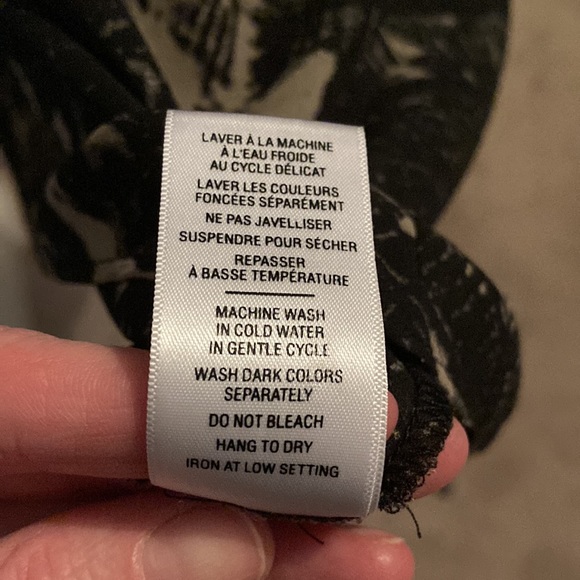 LAVER À LA MACHINE
À L'EAU FROIDE
AU CYCLE DÉLICAT
LAVER LES COULEURS
FONCÉES SÉPARÉMENT
NE PAS JAVELLISER
SUSPENDRE POUR SÉCHER
REPASSER
À BASSE TEMPÉRATURE
MACHINE WASH
IN COLD WATER
IN GENTLE CYCLE
WASH DARK COLORS
SEPARATELY
DO NOT BLEACH
HANG TO DRY
IRON AT LOW SETTING